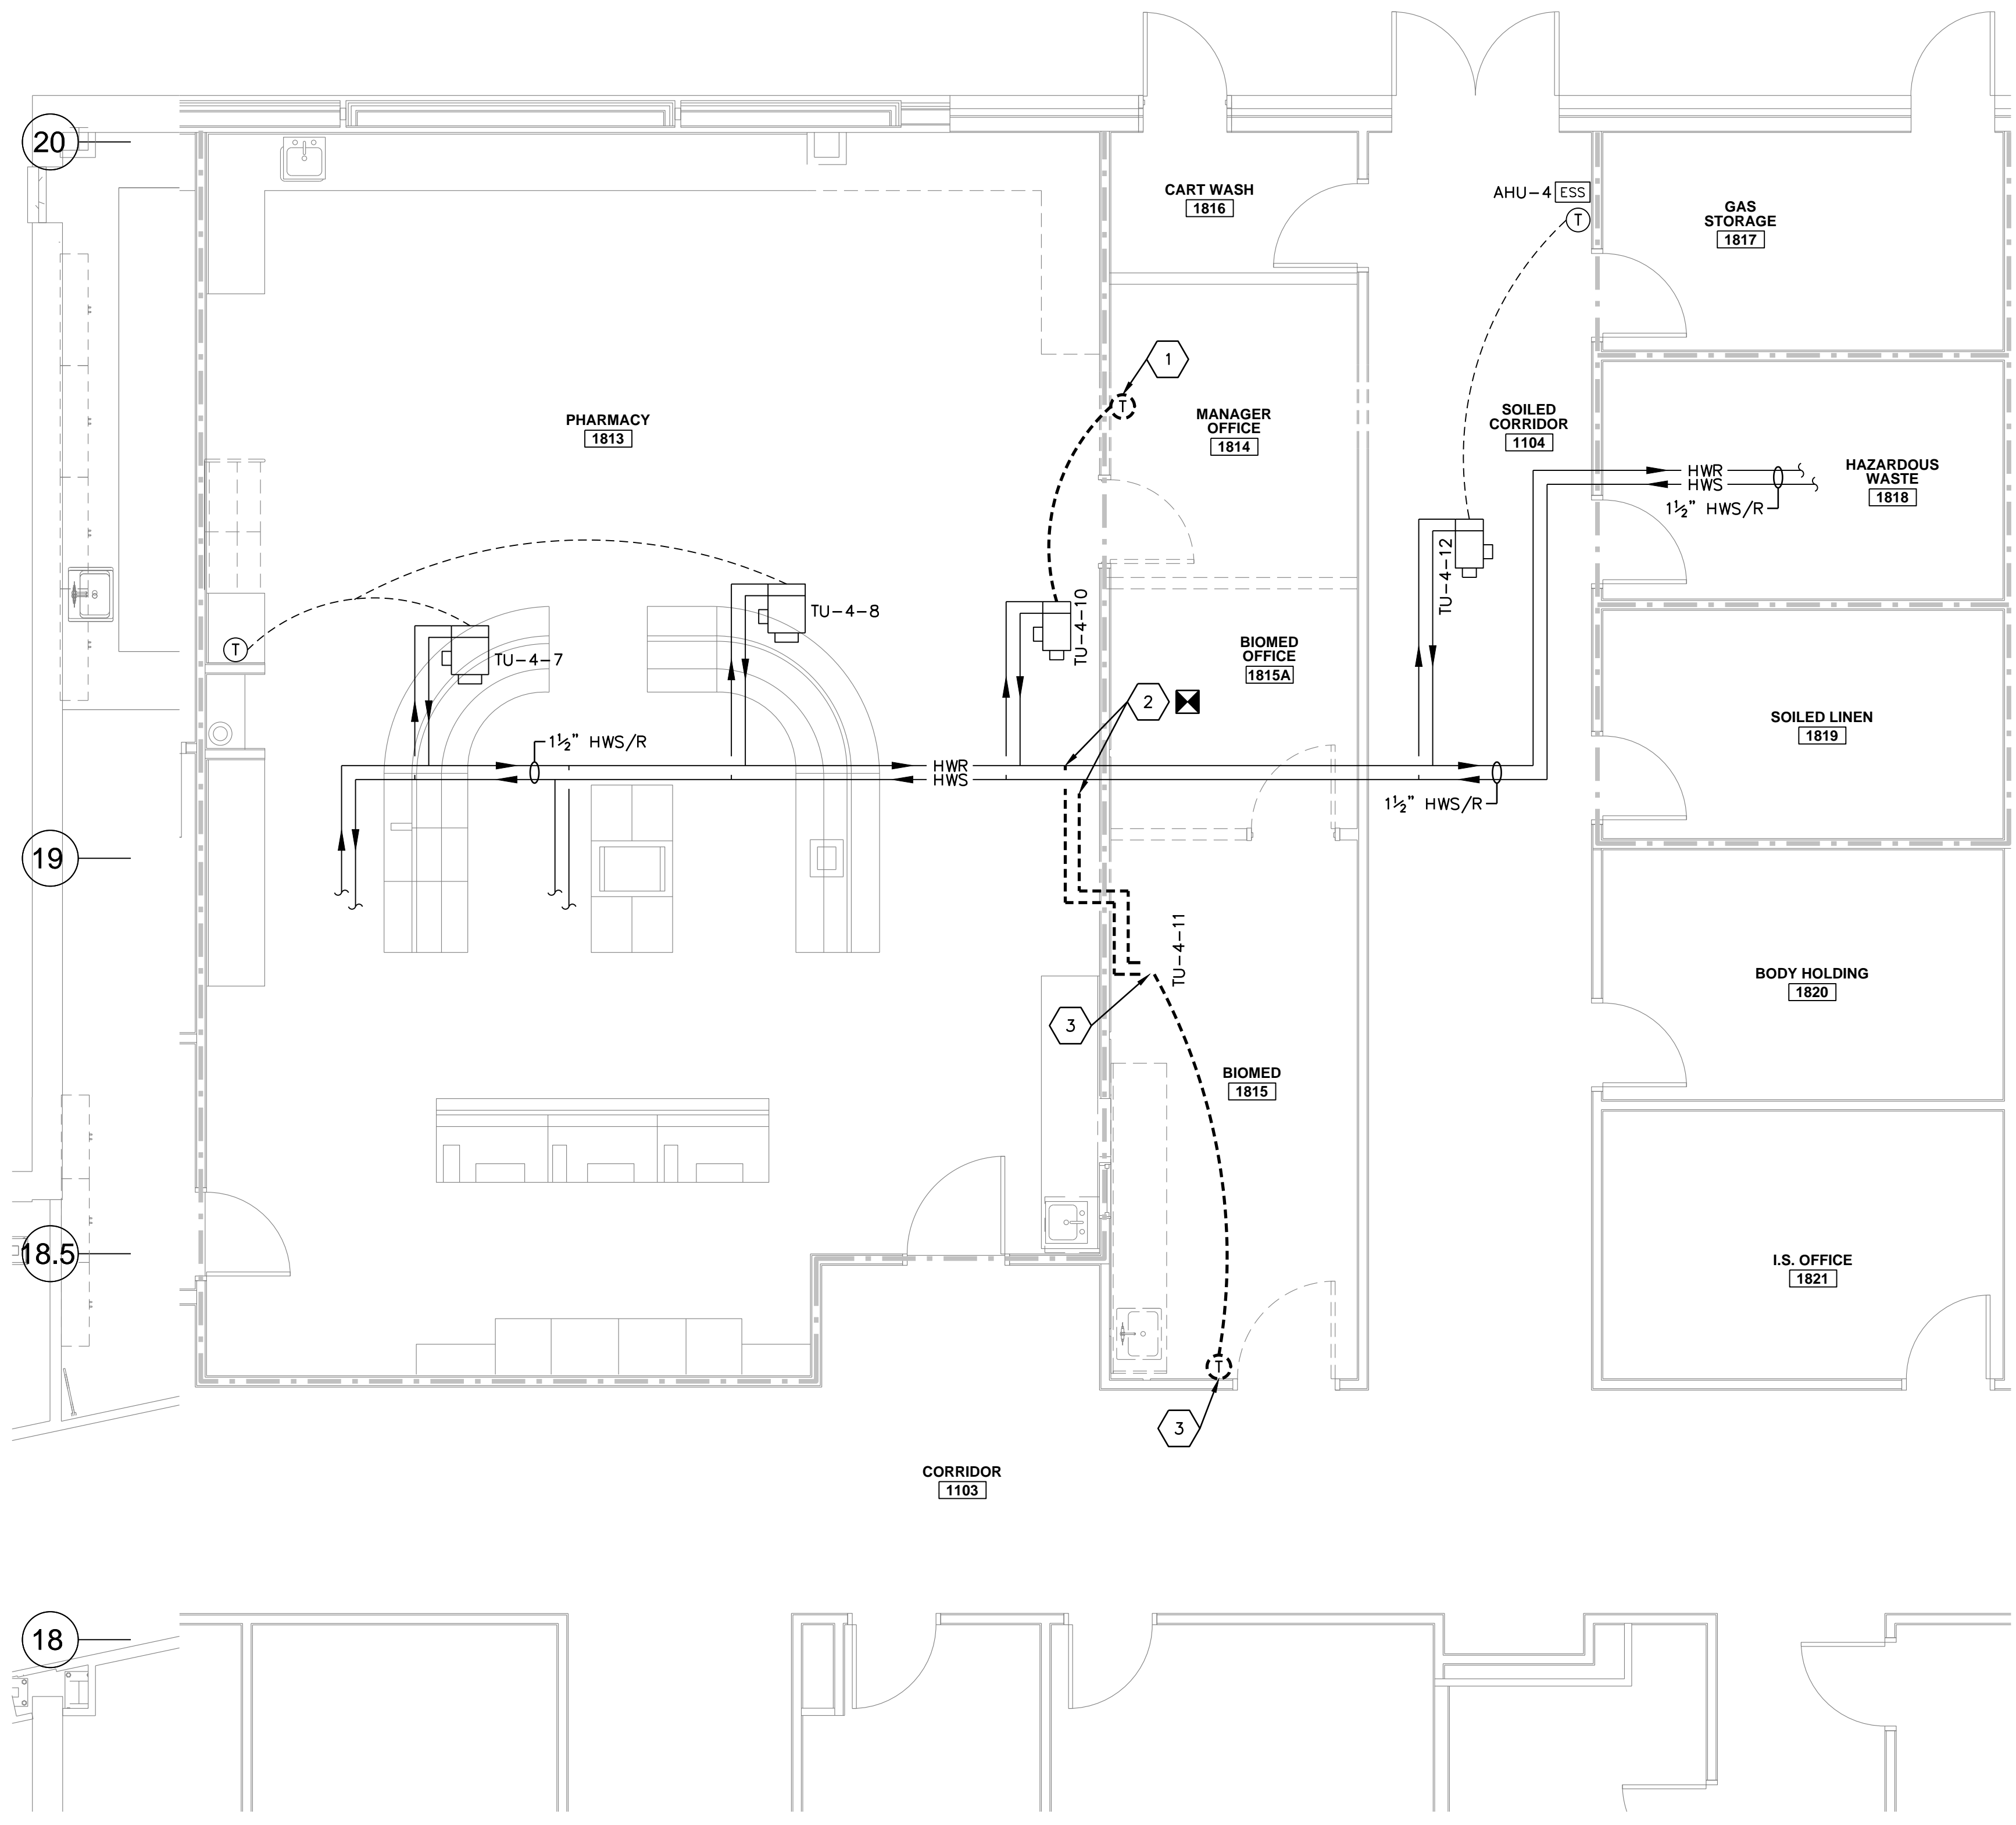 20
CART WASH
1816
AHU-4 ESS
T
GAS
STORAGE
1817
1
T
PHARMACY
1813
MANAGER
OFFICE
1814
SOILED
CORRIDOR
1104
HWR
HWS
1½" HWS/R
HAZARDOUS
WASTE
1818
TU-4-12
TU-4-8
TU-4-10
T
TU-4-7
BIOMED
OFFICE
1815A
2
SOILED LINEN
1819
1½" HWS/R
HWR
HWS
1½" HWS/R
19
TU-4-11
3
BODY HOLDING
1820
BIOMED
1815
18.5
I.S. OFFICE
1821
T
3
CORRIDOR
1103
18